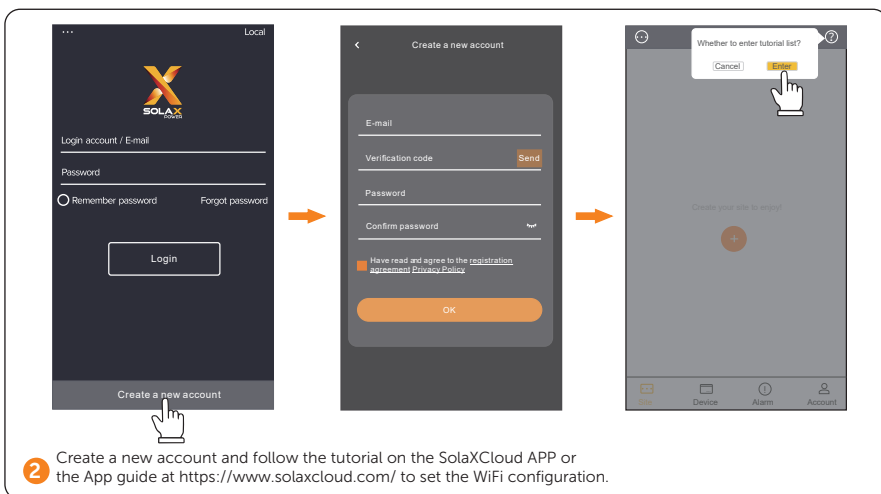 ... Local
SOLAX
POWER
Login account / E-mail
Password
Remember password Forgot password
Login
Create a new account
Create a new account
E-mail
Verification code Send
Password
Confirm password
Have read and agree to the registration
agreement Privacy Policy
OK
Whether to enter tutorial list?
Cancel Enter
Create your site to enjoy!
Site Device Alarm Account
2 Create a new account and follow the tutorial on the SolaXCloud APP or
the App guide at https://www.solaxcloud.com/ to set the WiFi configuration.